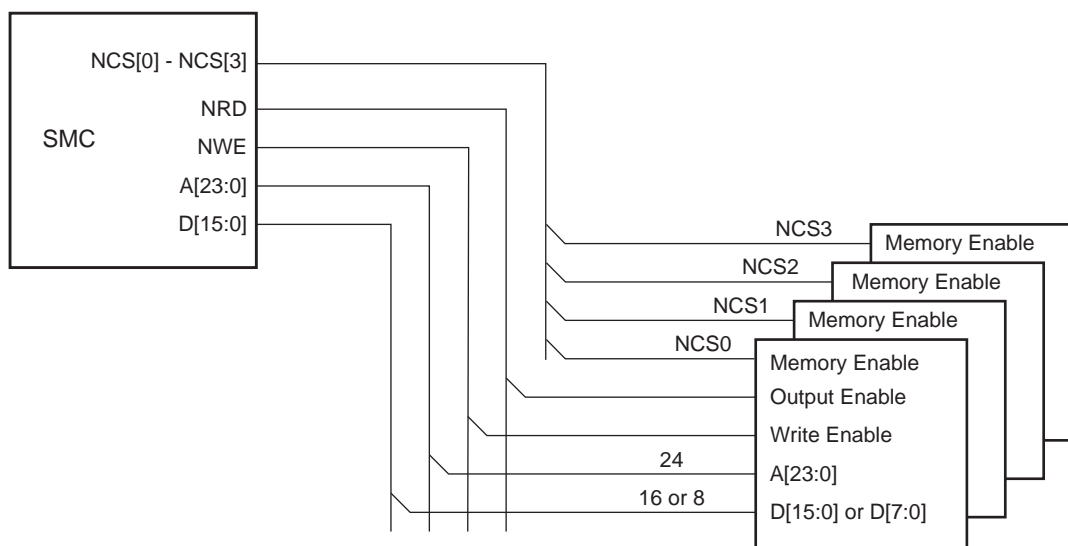 NCS[0] - NCS[3]
NRD
SMC
NWE
A[23:0]
D[15:0]
NCS3
Memory Enable
NCS2
Memory Enable
NCS1
Memory Enable
NCS0
Memory Enable
Output Enable
Write Enable
24
A[23:0]
16 or 8
D[15:0] or D[7:0]